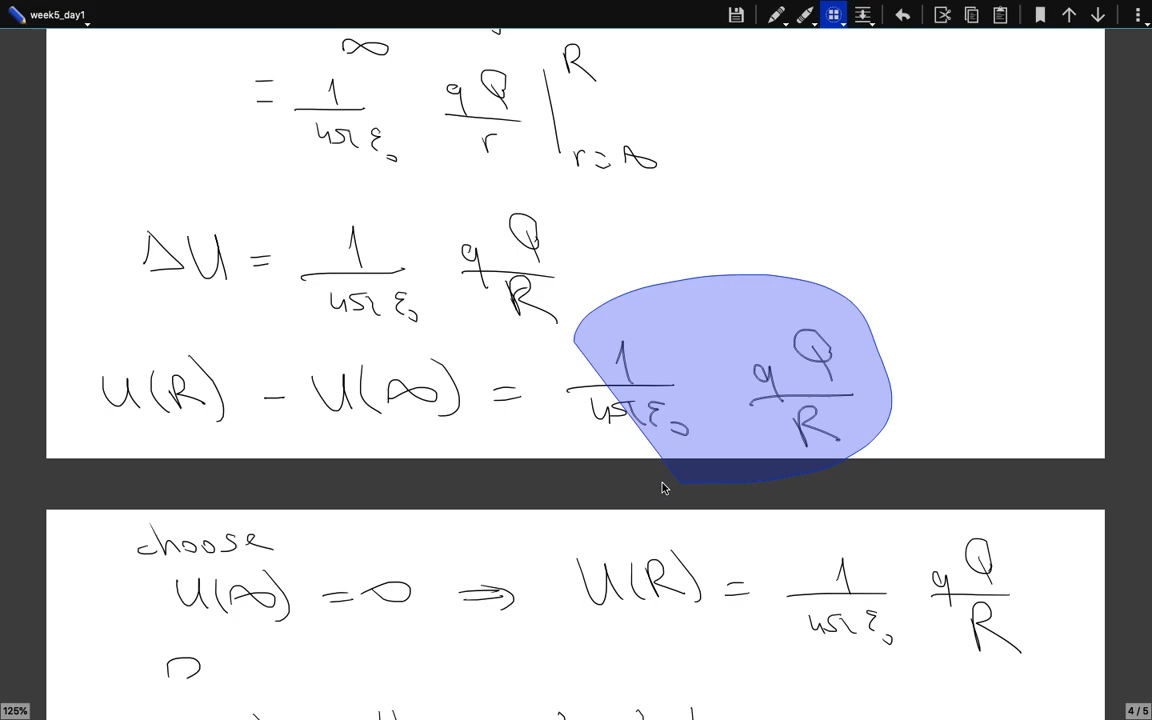 week5_day1
∞
= 1/4πε₀ qQ/r |_{r=∞}^{R}
ΔU = 1/4πε₀ qQ/R
U(R) - U(∞) = 1/4πε₀ qQ/R
choose
U(∞) = 0 ⇒ U(R) = 1/4πε₀ qQ/R
125%
4 / 5